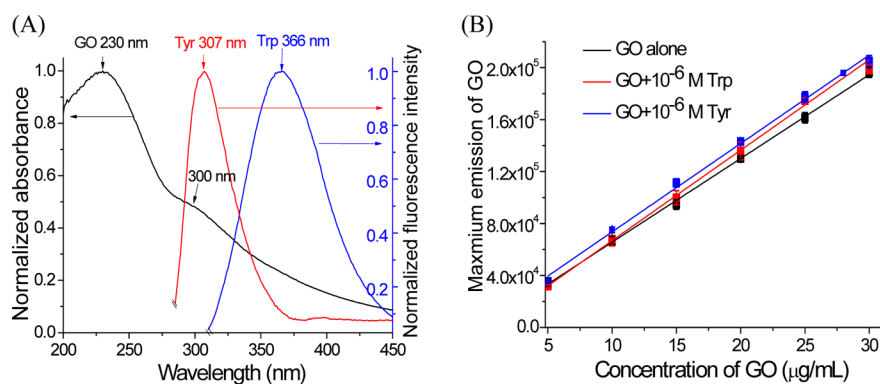 (A)
GO 230 nm
Tyr 307 nm
Trp 366 nm
300 nm
1.0
0.8
0.6
0.4
0.2
0.0
Normalized absorbance
200 250 300 350 400 450
Wavelength (nm)
1.0
0.8
0.6
0.4
0.2
Normalized fluorescence intensity
(B)
GO alone
GO+10⁻⁶ M Trp
GO+10⁻⁶ M Tyr
2.0x10⁵
1.6x10⁵
1.2x10⁵
8.0x10⁴
4.0x10⁴
0.0
Maxmium emission of GO
5 10 15 20 25 30
Concentration of GO (μg/mL)